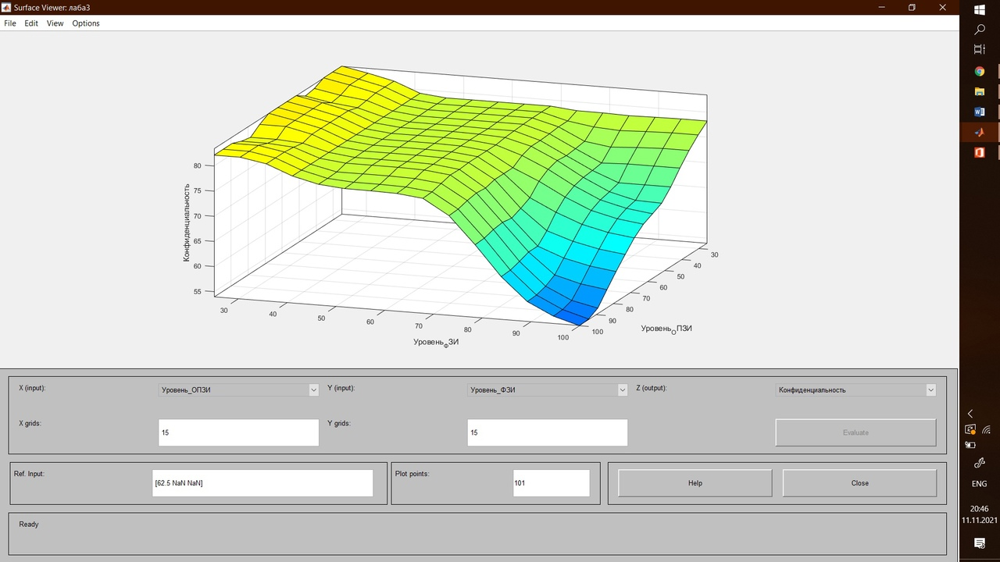 Surface Viewer: лаба3
File Edit View Options
80
75
70
65
60
55
Конфиденциальность
30
40
50
60
70
80
90
100
Уровень_ФЗИ
30
40
50
60
70
80
90
100
Уровень_ОПЗИ
X (input): Уровень_ОПЗИ Y (input): Уровень_ФЗИ Z (output): Конфиденциальность
X grids: 15 Y grids: 15 Evaluate
Ref. Input: [62.5 NaN NaN] Plot points: 101 Help Close
Ready
ENG
20:46
11.11.2021